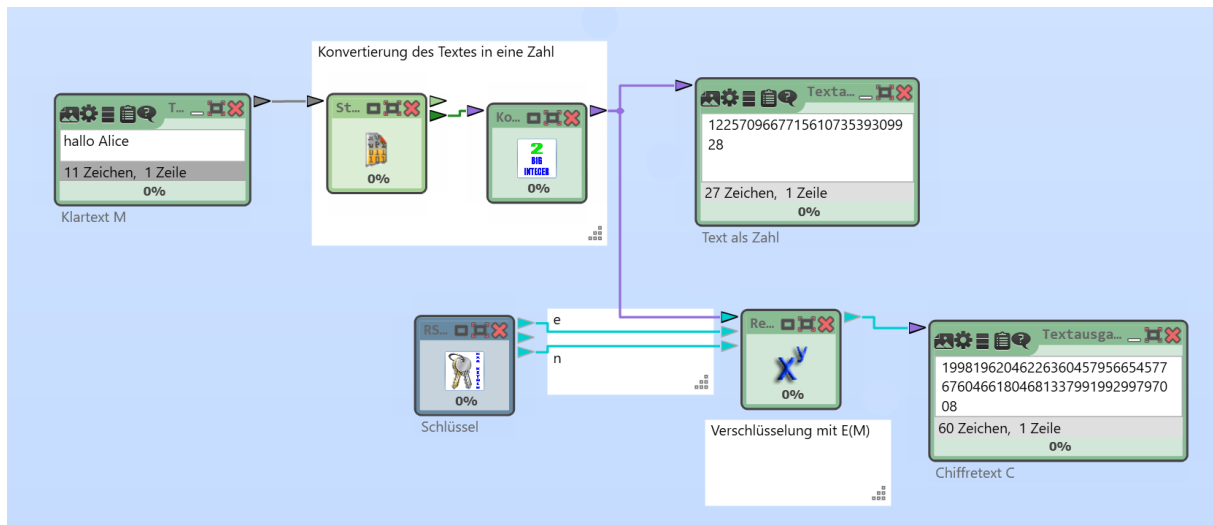 Konvertierung des Textes in eine Zahl
T...
hallo Alice
11 Zeichen, 1 Zeile
0%
Klartext M
St...
0%
Ko...
2
BIG
INTEGER
0%
Texta...
1225709667715610735393099
28
27 Zeichen, 1 Zeile
0%
Text als Zahl
RS...
0%
Schlüssel
e
n
Re...
xy
0%
Verschlüsselung mit E(M)
Textausga...
19981962046226360457956654577
67604661804681337991992997970
08
60 Zeichen, 1 Zeile
0%
Chiffretext C